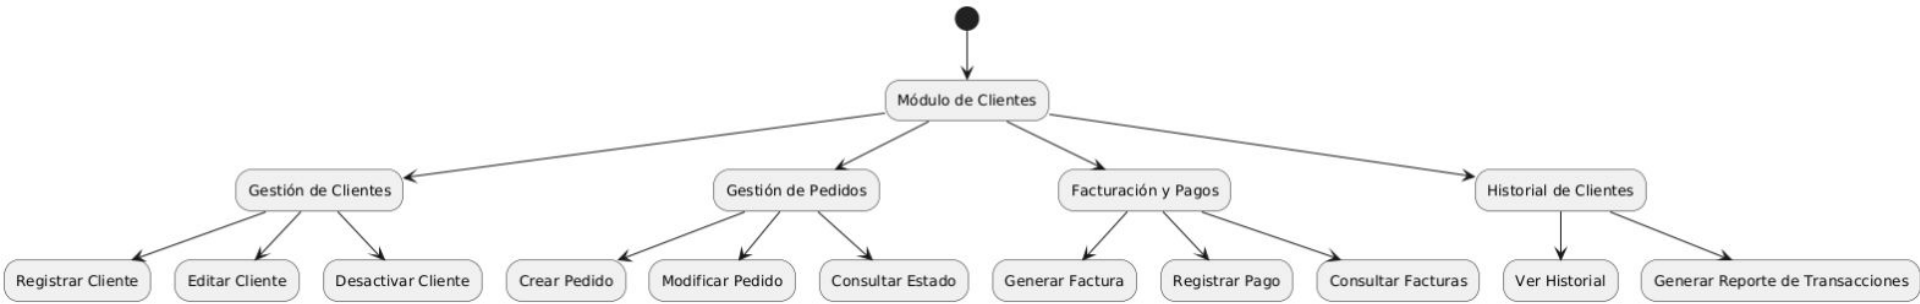 Módulo de Clientes
Gestión de Clientes
Gestión de Pedidos
Facturación y Pagos
Historial de Clientes
Registrar Cliente
Editar Cliente
Desactivar Cliente
Crear Pedido
Modificar Pedido
Consultar Estado
Generar Factura
Registrar Pago
Consultar Facturas
Ver Historial
Generar Reporte de Transacciones